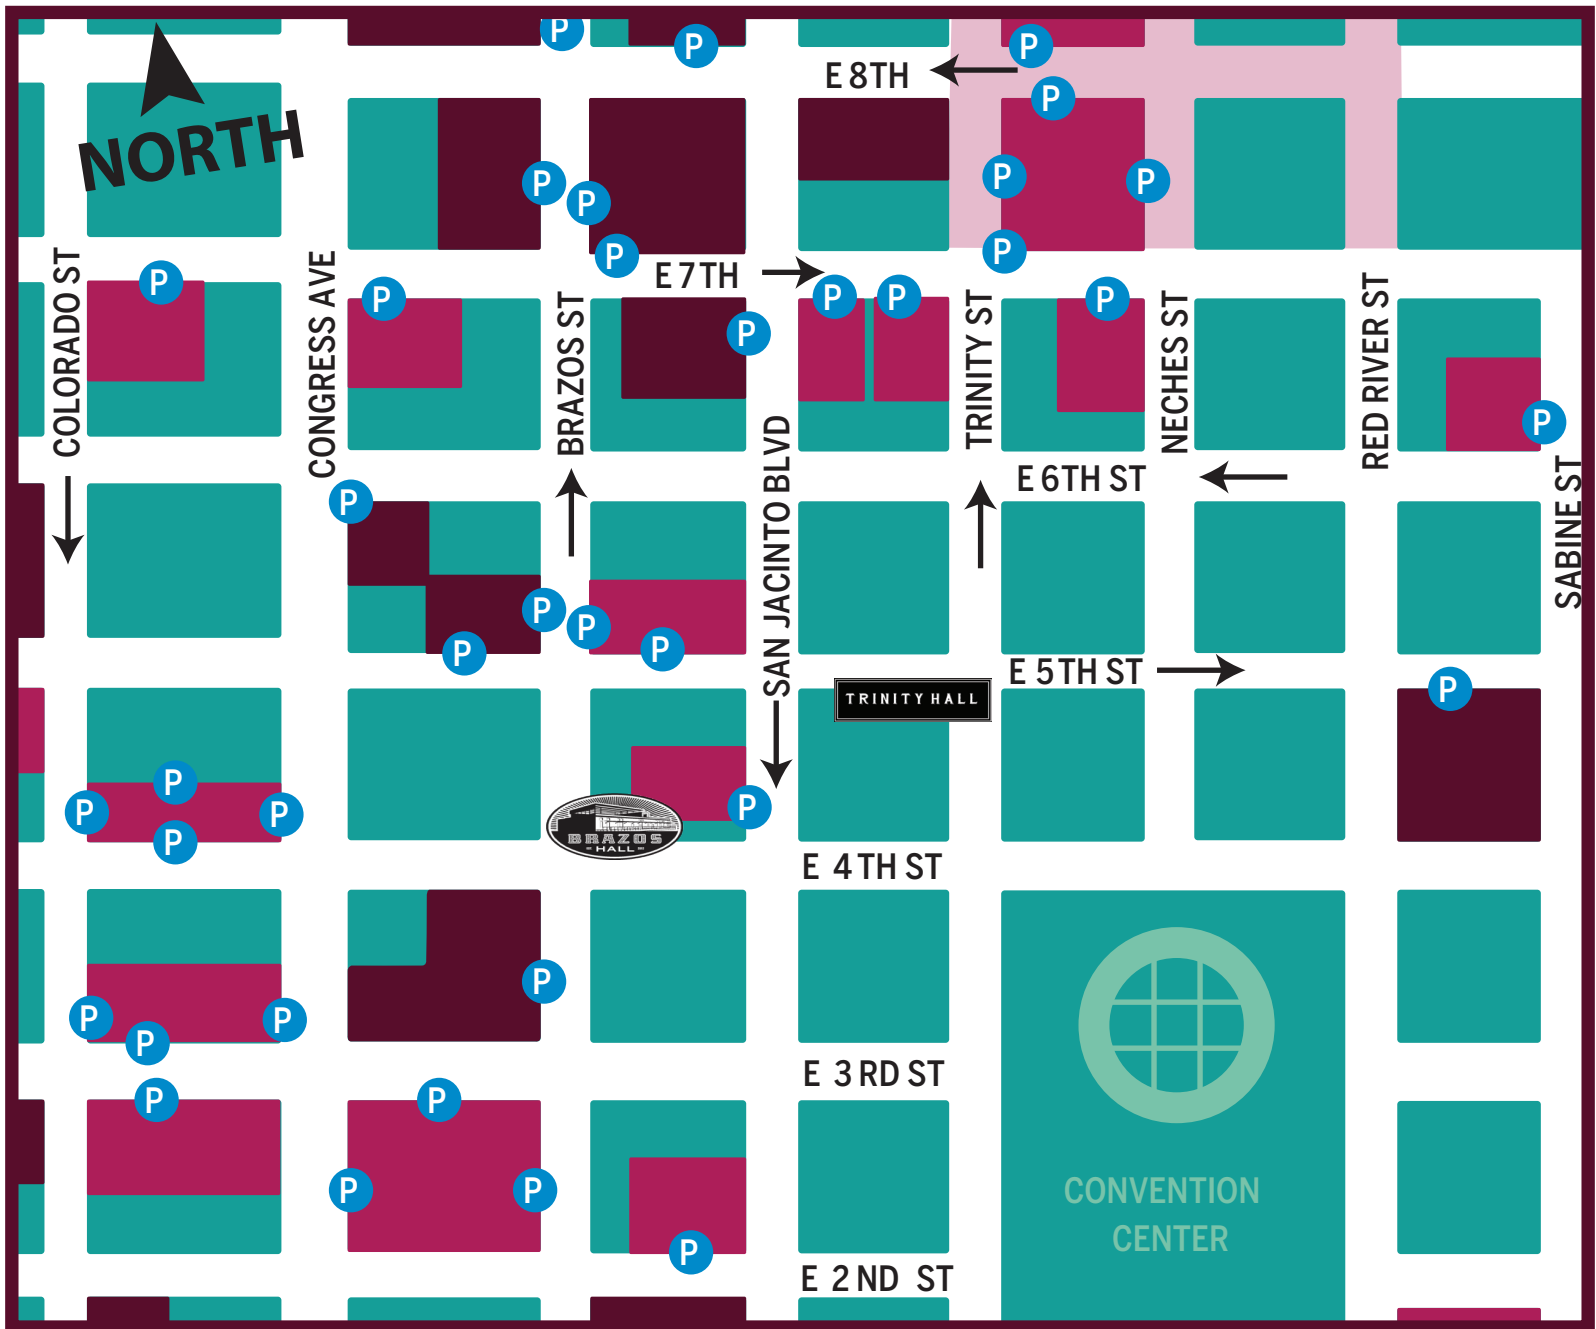 P
P
P
E 8TH
P
NORTH
P
P
P
P
P
P
P
E 7TH
COLORADO ST
CONGRESS AVE
BRAZOS ST
SAN JACINTO BLVD
TRINITY ST
NECHES ST
RED RIVER ST
SABINE ST
P
P
P
P
P
P
P
E 6TH ST
P
P
P
P
P
E 5TH ST
TRINITY HALL
P
P
P
P
P
P
BRAZOS
HALL
E 4TH ST
P
P
P
P
E 3RD ST
P
P
P
P
CONVENTION
CENTER
P
E 2ND ST